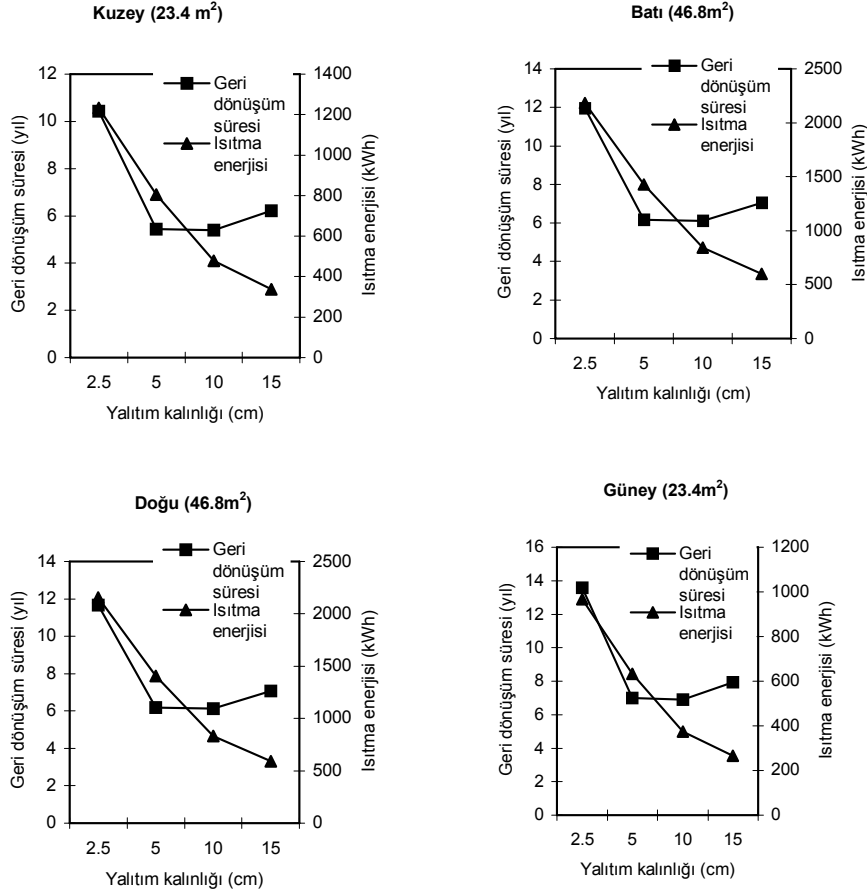 Kuzey (23.4 m²)
Geri dönüşüm süresi (yıl)
12
10
8
6
4
2
0
Geri
dönüşüm
süresi
Isıtma
enerjisi
1400
1200
1000
800
600
400
200
0
Isıtma enerjisi (kWh)
2.5 5 10 15
Yalıtım kalınlığı (cm)
Batı (46.8m²)
Geri dönüşüm süresi (yıl)
14
12
10
8
6
4
2
0
Geri
dönüşüm
süresi
Isıtma
enerjisi
2500
2000
1500
1000
500
0
Isıtma enerjisi (kWh)
2.5 5 10 15
Yalıtım kalınlığı (cm)
Doğu (46.8m²)
Geri dönüşüm süresi (yıl)
14
12
10
8
6
4
2
0
Geri
dönüşüm
süresi
Isıtma
enerjisi
2500
2000
1500
1000
500
0
Isıtma enerjisi (kWh)
2.5 5 10 15
Yalıtım kalınlığı (cm)
Güney (23.4m²)
Geri dönüşüm süresi (yıl)
16
14
12
10
8
6
4
2
0
Geri
dönüşüm
süresi
Isıtma
enerjisi
1200
1000
800
600
400
200
0
Isıtma enerjisi (kWh)
2.5 5 10 15
Yalıtım kalınlığı (cm)